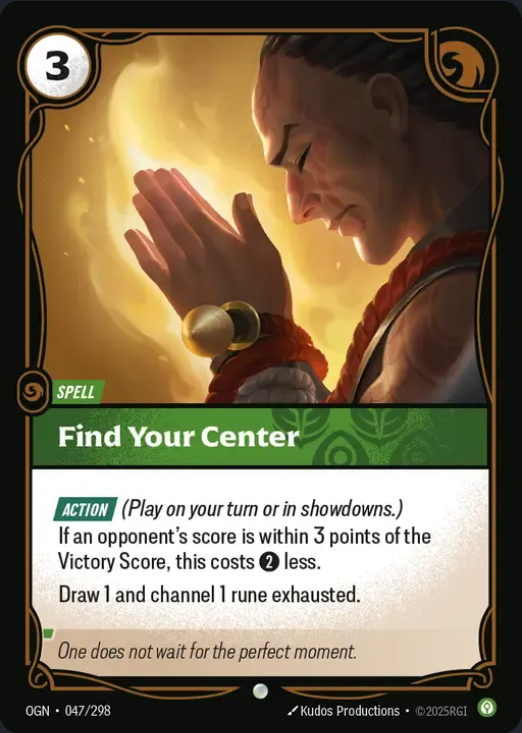 3
SPELL
Find Your Center
ACTION (Play on your turn or in showdowns.)
If an opponent's score is within 3 points of the
Victory Score, this costs 2 less.
Draw 1 and channel 1 rune exhausted.
One does not wait for the perfect moment.
OGN • 047/298 Kudos Productions • ©2025RGI